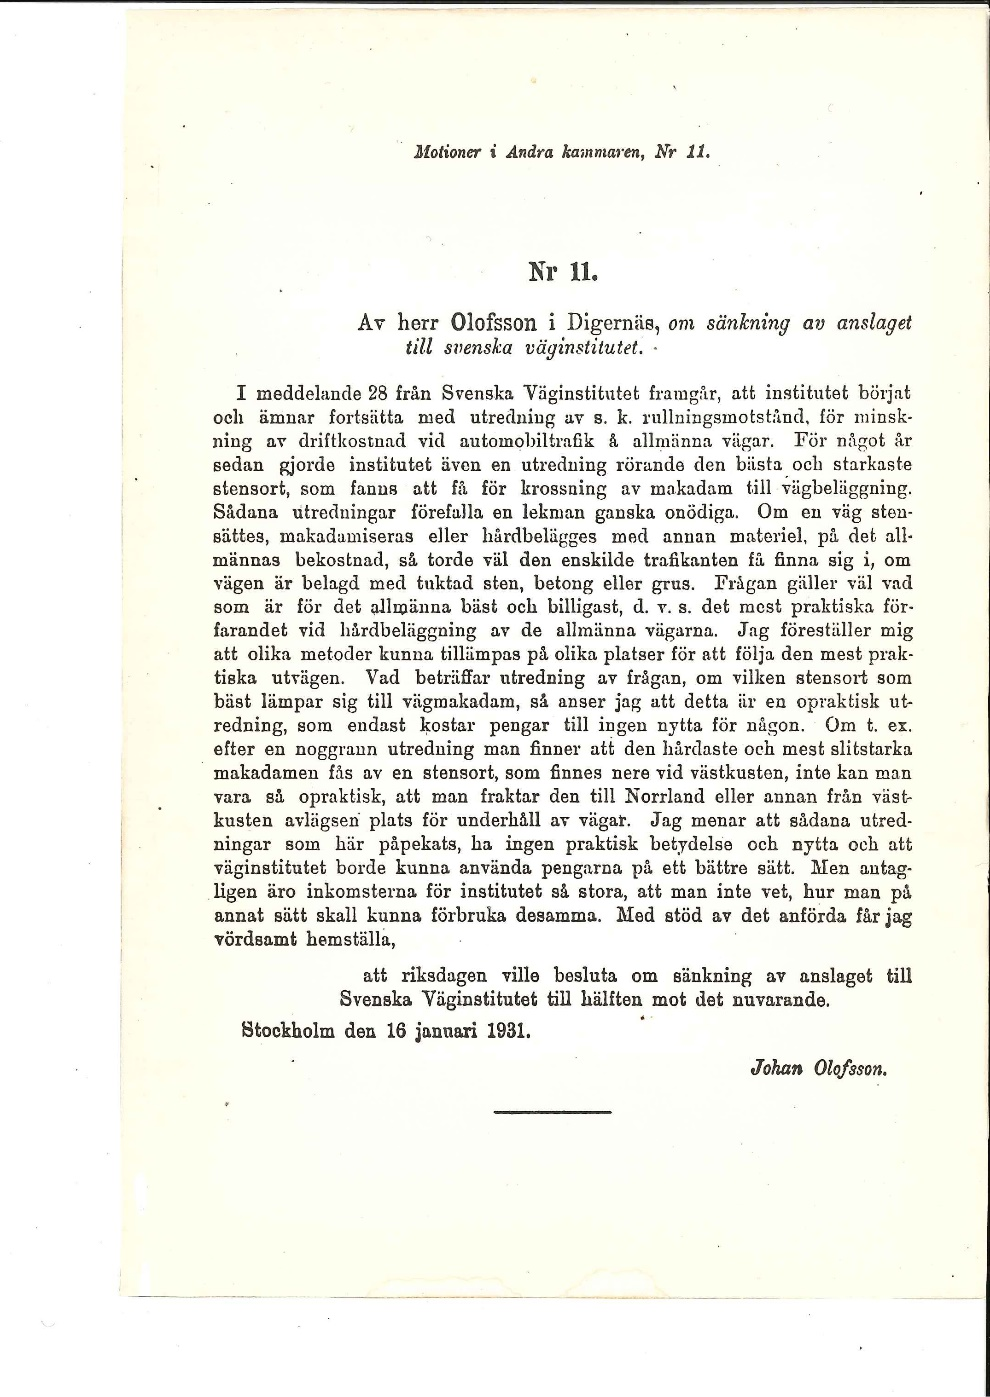 Motioner i Andra kammaren, Nr 11.
Nr 11.
Av herr Olofsson i Digernäs, om sänkning av anslaget
till svenska väginstitutet.
I meddelande 28 från Svenska Väginstitutet framgår, att institutet börjat
och ämnar fortsätta med utredning av s. k. rullningsmotstånd, för minsk-
ning av driftkostnad vid automobiltrafik å allmänna vägar. För något år
sedan gjorde institutet även en utredning rörande den bästa och starkaste
stensort, som fanns att få för krossning av makadam till vägbeläggning.
Sådana utredningar förefalla en lekman ganska onödiga. Om en väg sten-
sättes, makadamiseras eller hårdbelägges med annan materiel, på det all-
männas bekostnad, så torde väl den enskilde trafikanten få finna sig i, om
vägen är belagd med tuktad sten, betong eller grus. Frågan gäller väl vad
som är för det allmänna bäst och billigast, d. v. s. det mest praktiska för-
farandet vid hårdbeläggning av de allmänna vägarna. Jag föreställer mig
att olika metoder kunna tillämpas på olika platser för att följa den mest prak-
tiska utvägen. Vad beträffar utredning av frågan, om vilken stensort som
bäst lämpar sig till vägmakadam, så anser jag att detta är en opraktisk ut-
redning, som endast kostar pengar till ingen nytta för någon. Om t. ex.
efter en noggrann utredning man finner att den hårdaste och mest slitstarka
makadamen fås av en stensort, som finnes nere vid västkusten, inte kan man
vara så opraktisk, att man fraktar den till Norrland eller annan från väst-
kusten avlägsen plats för underhåll av vägar. Jag menar att sådana utred-
ningar som här påpekats, ha ingen praktisk betydelse och nytta och att
väginstitutet borde kunna använda pengarna på ett bättre sätt. Men antag-
ligen äro inkomsterna för institutet så stora, att man inte vet, hur man på
annat sätt skall kunna förbruka desamma. Med stöd av det anförda får jag
vördsamt hemställa,
att riksdagen ville besluta om sänkning av anslaget till
Svenska Väginstitutet till hälften mot det nuvarande.
Stockholm den 16 januari 1931.
Johan Olofsson.